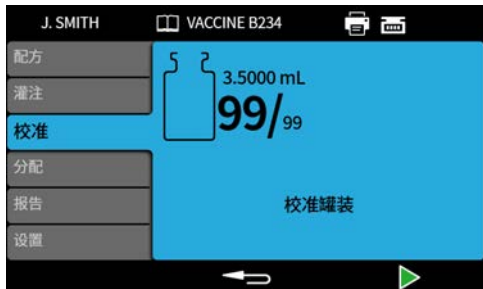 J. SMITH
VACCINE B234
配方
灌注
校准
分配
报告
设置
3.5000 mL
99/99
校准罐装